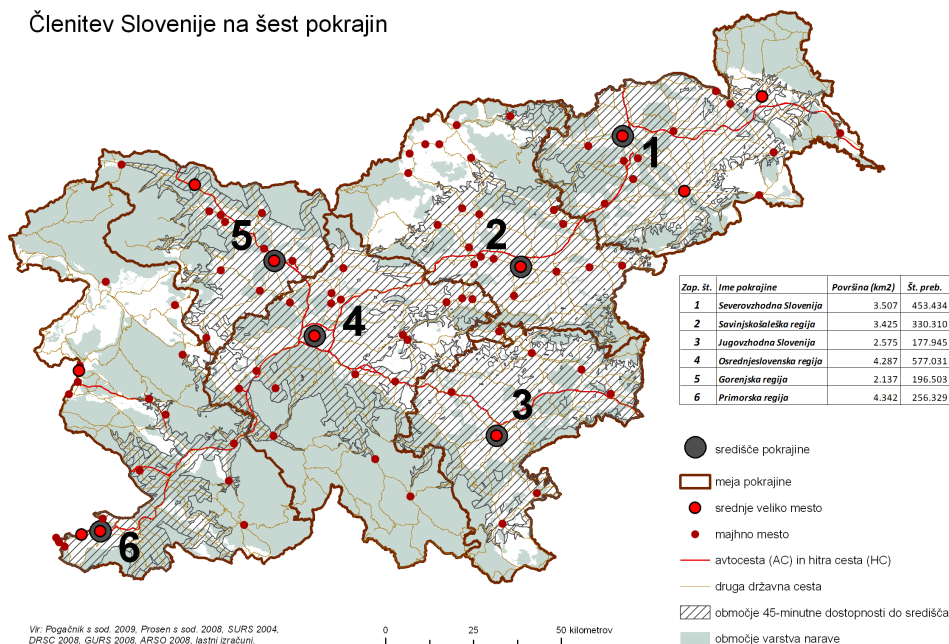 Členitev Slovenije na šest pokrajin
1
2
5
4
3
6
Zap. št. Ime pokrajine Površina (km2) Št. preb.
1 Severovzhodna Slovenija 3.507 453.434
2 Savinjskošaleška regija 3.425 330.310
3 Jugovzhodna Slovenija 2.575 177.945
4 Osrednjeslovenska regija 4.287 577.031
5 Gorenjska regija 2.137 196.503
6 Primorska regija 4.342 256.329
središče pokrajine
meja pokrajine
srednje veliko mesto
majhno mesto
avtocesta (AC) in hitra cesta (HC)
druga državna cesta
območje 45-minutne dostopnosti do središča
območje varstva narave
Vir: Pogačnik s sod. 2009, Prosen s sod. 2008, SURS 2004,
DRSC 2008, GURS 2008, ARSO 2008, lastni izračuni.
0 25 50 kilometrov